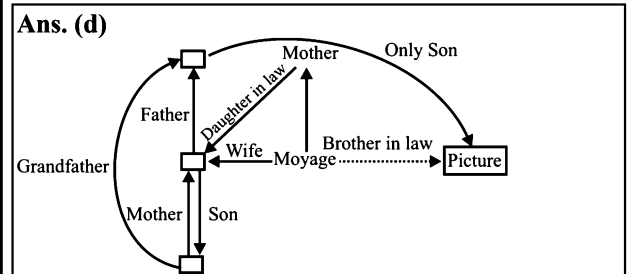 Ans. (d)
Mother
Only Son
Daughter in law
Father
Grandfather
Wife
Moyage
Brother in law
Picture
Mother
Son